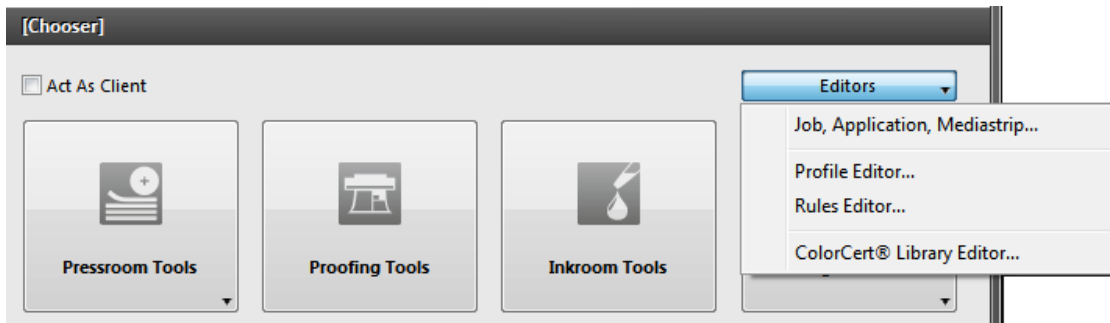 [Chooser]
Act As Client
Editors
Job, Application, Mediastrip...
Profile Editor...
Rules Editor...
ColorCert® Library Editor...
Pressroom Tools
Proofing Tools
Inkroom Tools